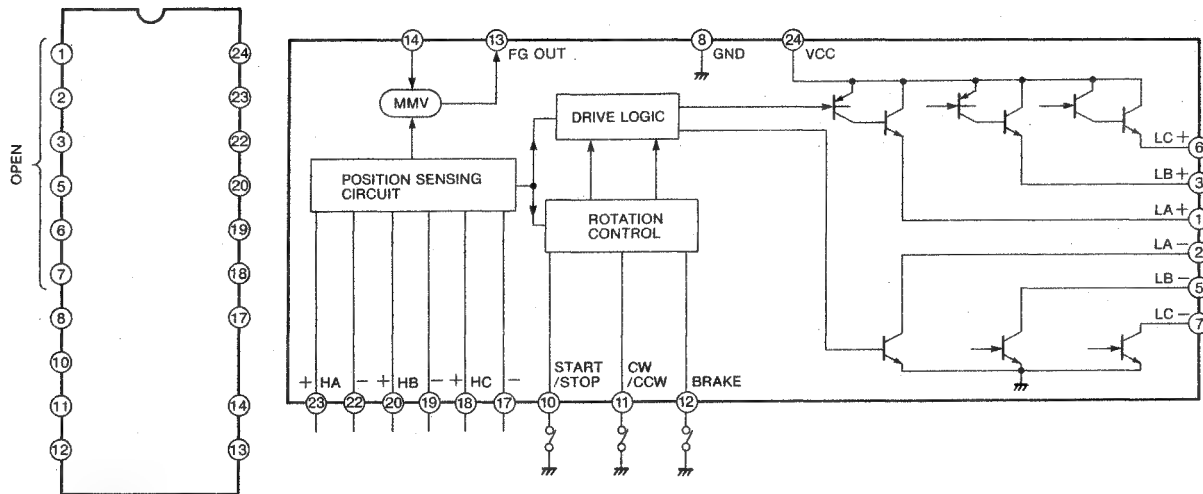 OPEN
1
2
3
5
6
7
8
10
11
12
24
23
22
20
19
18
17
14
13
14
13
FG OUT
8
GND
24
VCC
MMV
DRIVE LOGIC
POSITION SENSING
CIRCUIT
ROTATION
CONTROL
LC +
6
LB +
3
LA +
1
LA −
2
LB −
5
LC −
7
+ HA − + HB − + HC −
START
/STOP
CW
/CCW
BRAKE
23
22
20
19
18
17
10
11
12